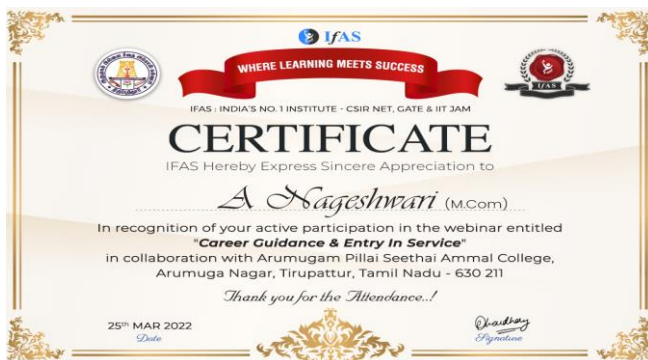 IFAS
WHERE LEARNING MEETS SUCCESS
IFAS : INDIA'S NO. 1 INSTITUTE - CSIR NET, GATE & IIT JAM
IFAS
CERTIFICATE
IFAS Hereby Express Sincere Appreciation to
A Nageshwari (M.Com)
In recognition of your active participation in the webinar entitled
"Career Guidance & Entry In Service"
in collaboration with Arumugam Pillai Seethai Ammal College,
Arumuga Nagar, Tirupattur, Tamil Nadu - 630 211
Thank you for the Attendance..!
25th MAR 2022
Date
Chaudhary
Signature